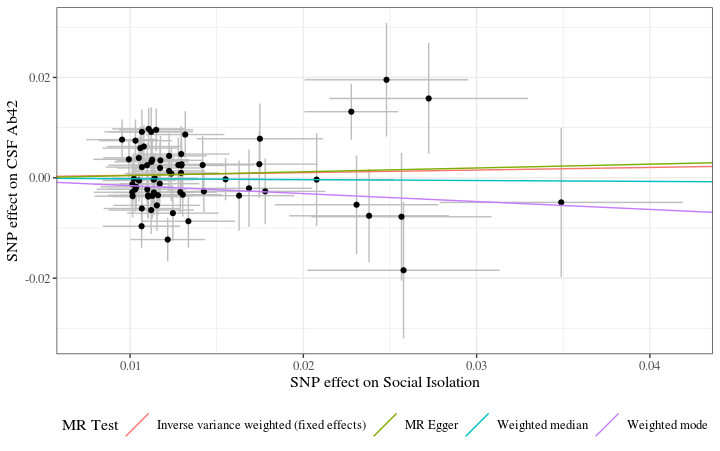 SNP effect on CSF Ab42
0.02
0.00
-0.02
0.01 0.02 0.03 0.04
SNP effect on Social Isolation
MR Test Inverse variance weighted (fixed effects) MR Egger Weighted median Weighted mode